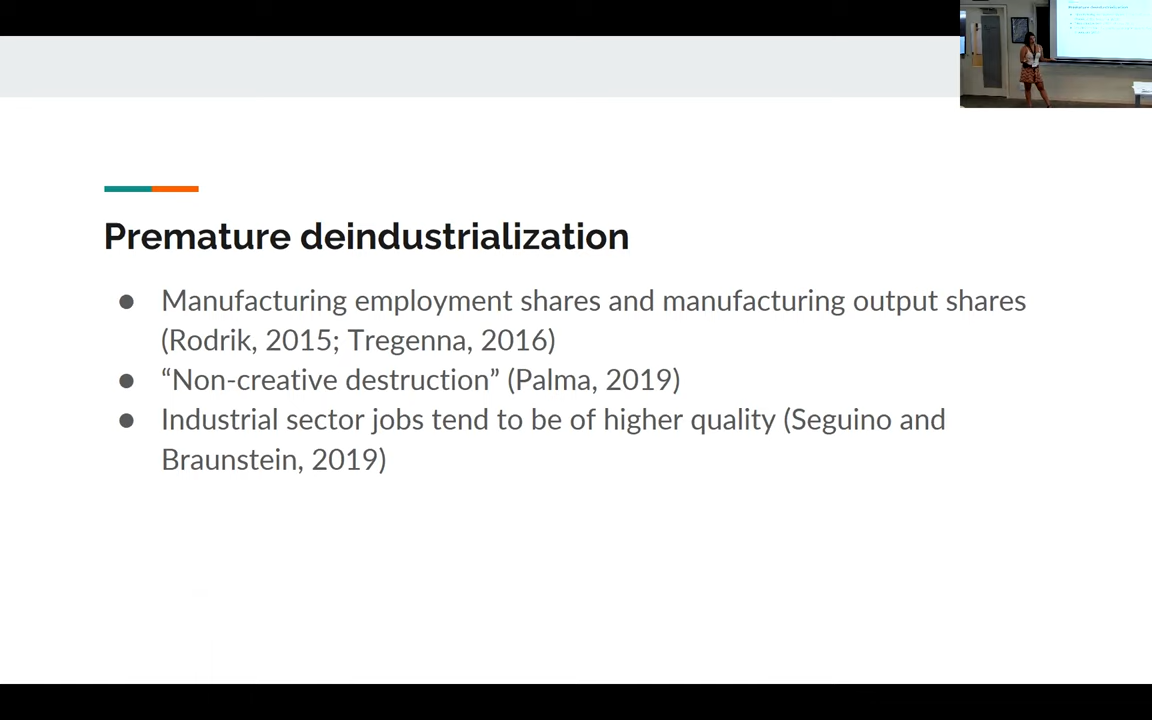 Premature deindustrialization
● Manufacturing employment shares and manufacturing output shares
(Rodrik, 2015; Tregenna, 2016)
● “Non-creative destruction” (Palma, 2019)
● Industrial sector jobs tend to be of higher quality (Seguino and
Braunstein, 2019)